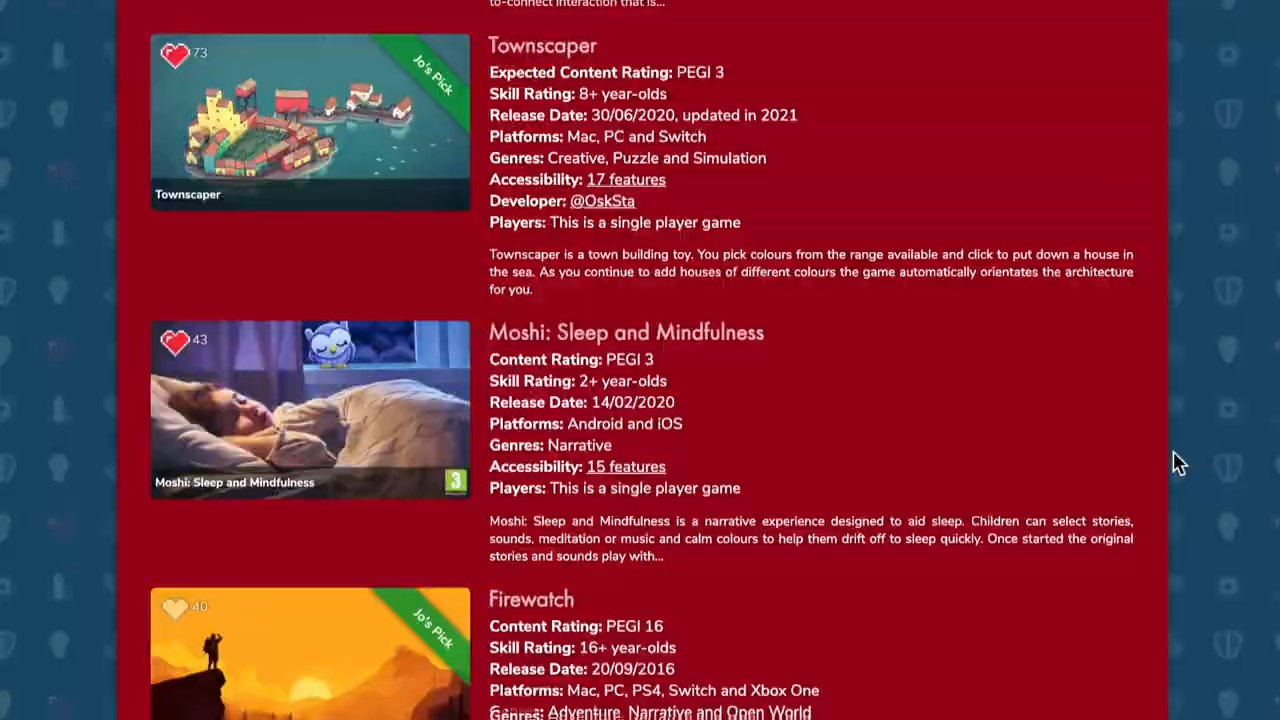 to-connect interaction that is...
73
Jo's Pick
Townscaper
Townscaper
Expected Content Rating: PEGI 3
Skill Rating: 8+ year-olds
Release Date: 30/06/2020, updated in 2021
Platforms: Mac, PC and Switch
Genres: Creative, Puzzle and Simulation
Accessibility: 17 features
Developer: @OskSta
Players: This is a single player game
Townscaper is a town building toy. You pick colours from the range available and click to put down a house in
the sea. As you continue to add houses of different colours the game automatically orientates the architecture
for you.
43
Moshi: Sleep and Mindfulness
3
Moshi: Sleep and Mindfulness
Content Rating: PEGI 3
Skill Rating: 2+ year-olds
Release Date: 14/02/2020
Platforms: Android and iOS
Genres: Narrative
Accessibility: 15 features
Players: This is a single player game
Moshi: Sleep and Mindfulness is a narrative experience designed to aid sleep. Children can select stories,
sounds, meditation or music and calm colours to help them drift off to sleep quickly. Once started the original
stories and sounds play with...
40
Jo's Pick
Firewatch
Content Rating: PEGI 16
Skill Rating: 16+ year-olds
Release Date: 20/09/2016
Platforms: Mac, PC, PS4, Switch and Xbox One
Genres: Adventure, Narrative and Open World